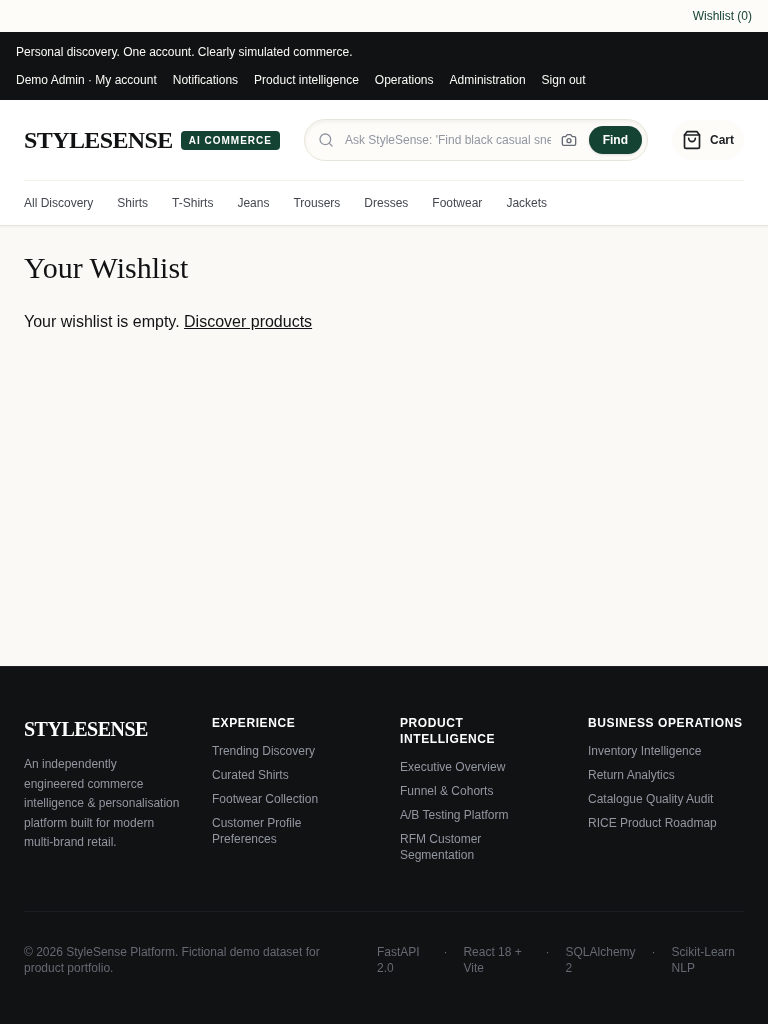 Wishlist (0)
Personal discovery. One account. Clearly simulated commerce.
Demo Admin · My account Notifications Product intelligence Operations Administration Sign out
STYLESENSE AI COMMERCE Ask StyleSense: 'Find black casual sne Find Cart
All Discovery Shirts T-Shirts Jeans Trousers Dresses Footwear Jackets
Your Wishlist
Your wishlist is empty. Discover products
STYLESENSE
An independently
engineered commerce
intelligence & personalisation
platform built for modern
multi-brand retail.
EXPERIENCE
Trending Discovery
Curated Shirts
Footwear Collection
Customer Profile
Preferences
PRODUCT
INTELLIGENCE
Executive Overview
Funnel & Cohorts
A/B Testing Platform
RFM Customer
Segmentation
BUSINESS OPERATIONS
Inventory Intelligence
Return Analytics
Catalogue Quality Audit
RICE Product Roadmap
© 2026 StyleSense Platform. Fictional demo dataset for
product portfolio.
FastAPI
2.0
·
React 18 +
Vite
·
SQLAlchemy
2
·
Scikit-Learn
NLP